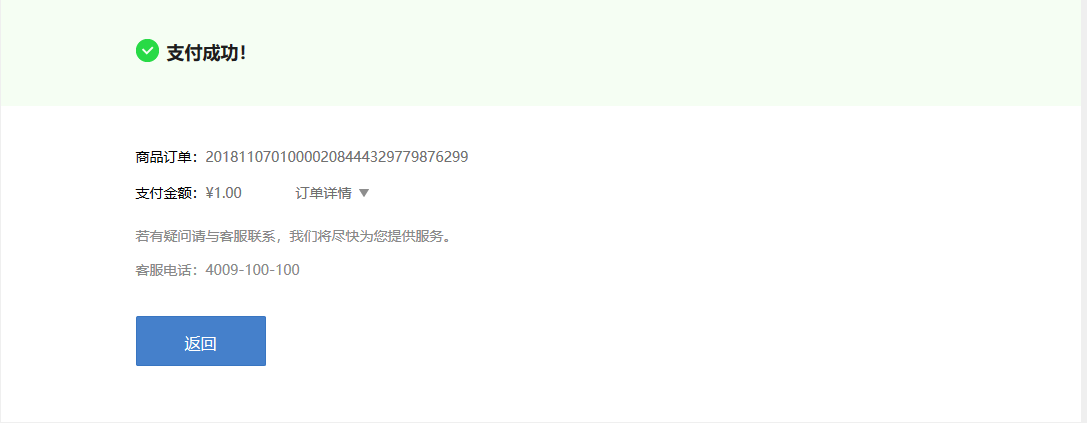 支付成功!
商品订单：20181107010000208444329779876299
支付金额：¥1.00 订单详情 ▼
若有疑问请与客服联系，我们将尽快为您提供服务。
客服电话：4009-100-100
返回